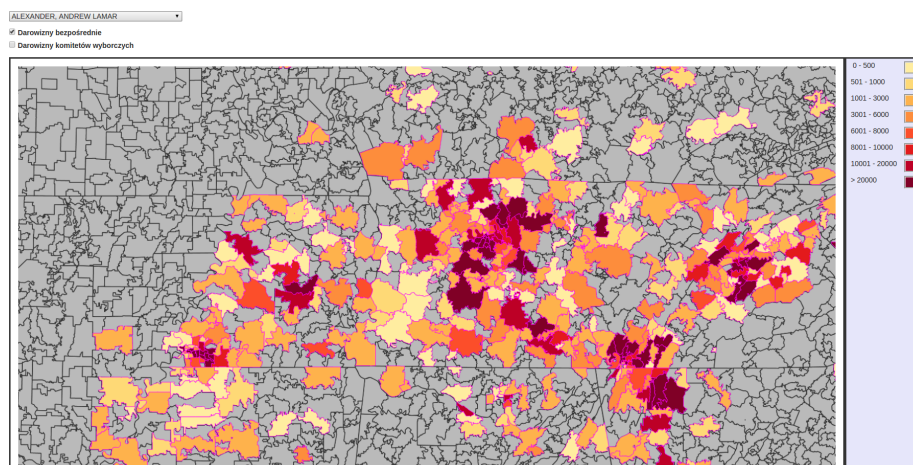 ALEXANDER, ANDREW LAMAR
Darowizny bezpośrednie
Darowizny komitetów wyborczych
0 - 500
501 - 1000
1001 - 3000
3001 - 6000
6001 - 8000
8001 - 10000
10001 - 20000
> 20000